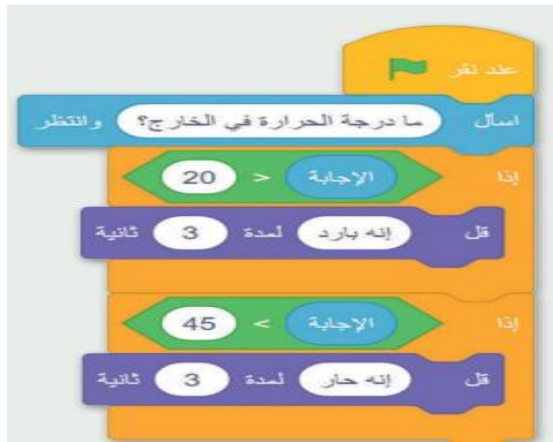 عند نقر
اسأل ما درجة الحرارة في الخارج؟ وانتظر
إذا الإجابة < 20
قل إنه بارد لمدة 3 ثانية
إذا الإجابة > 45
قل إنه حار لمدة 3 ثانية